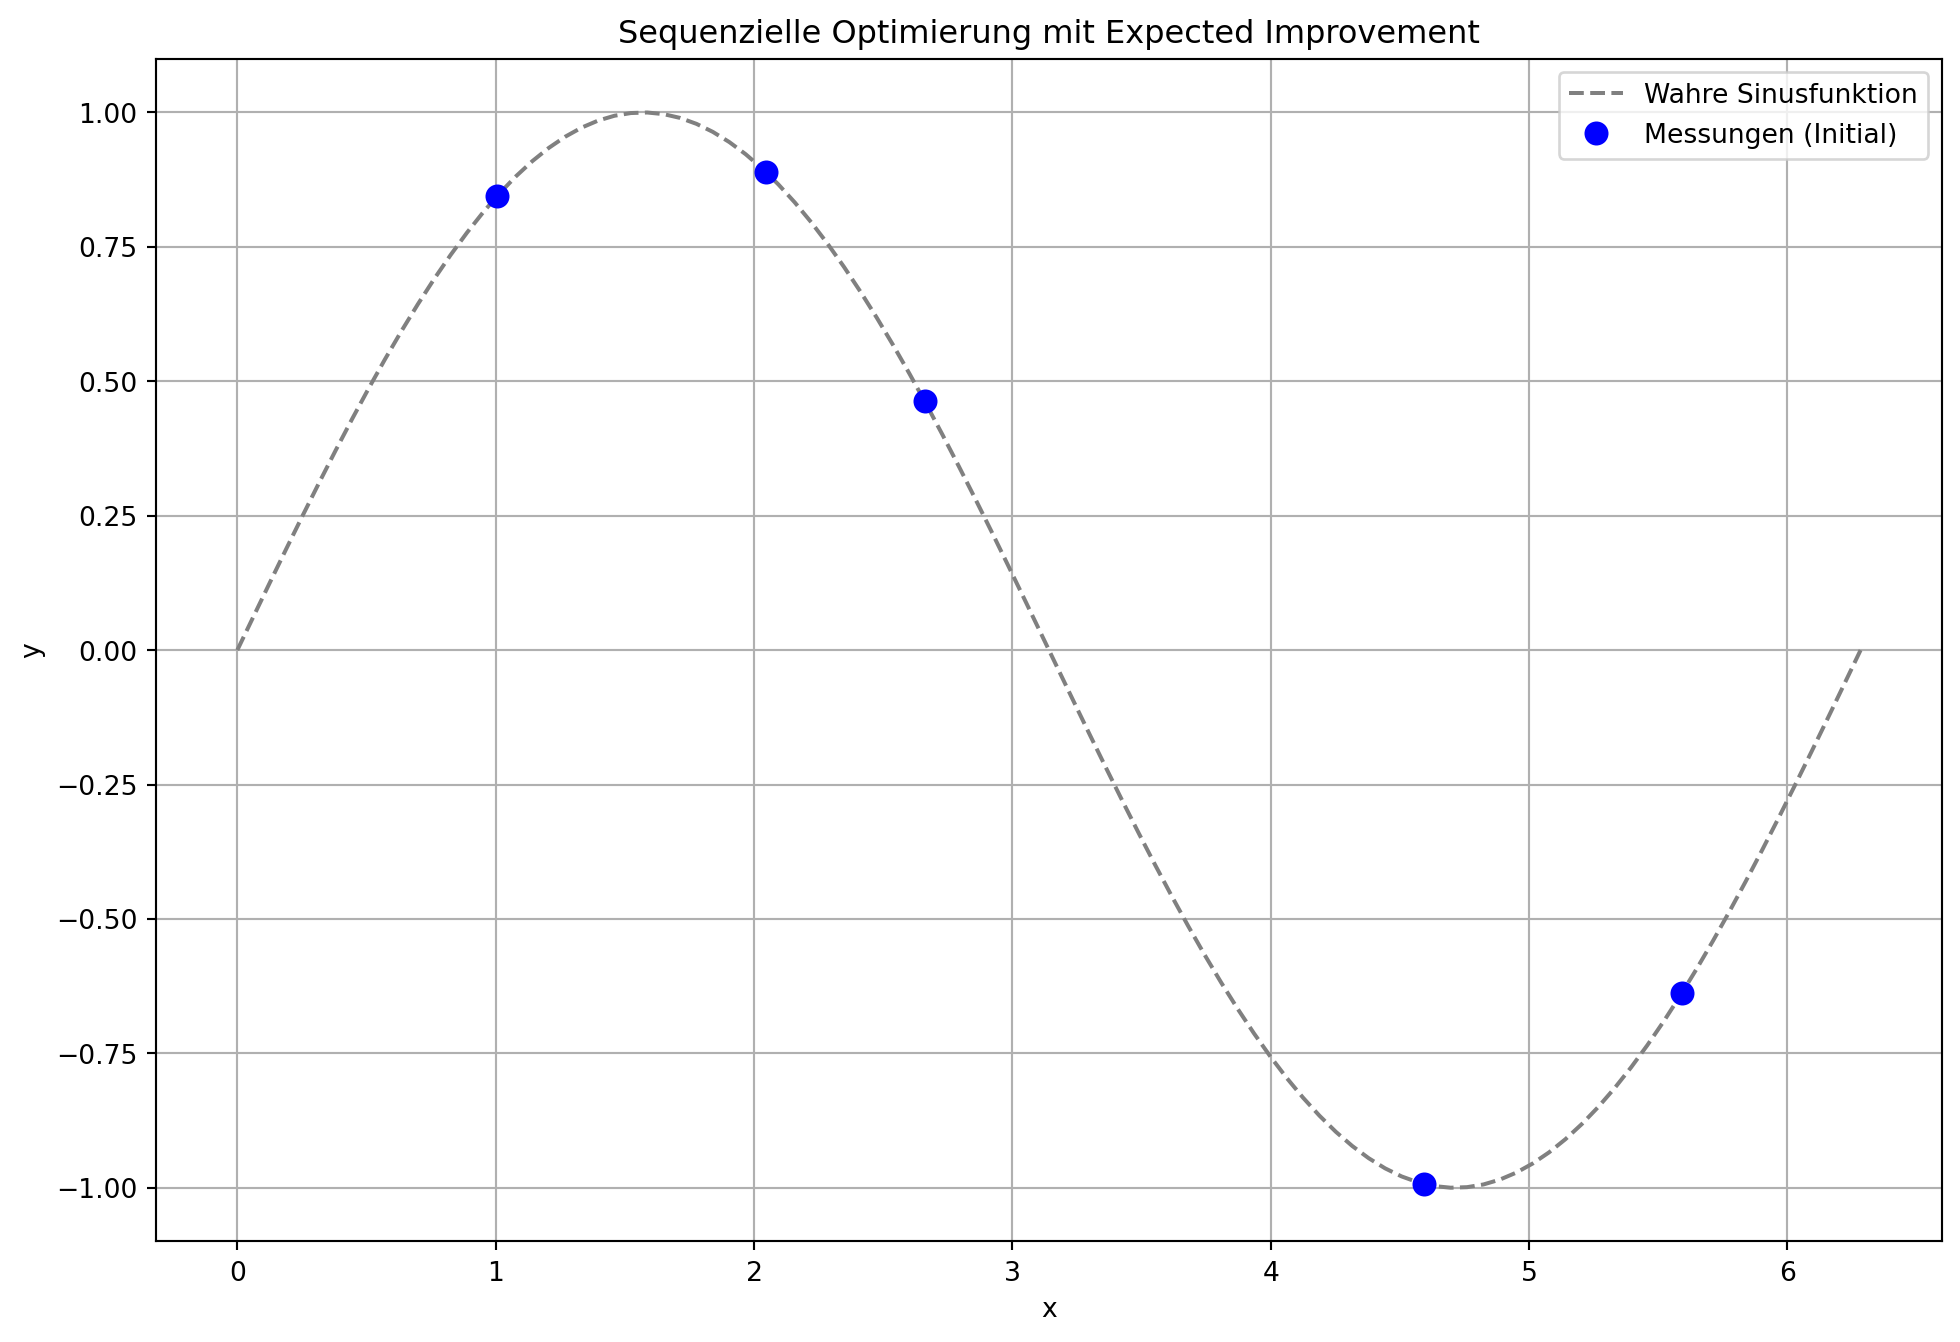 Sequenzielle Optimierung mit Expected Improvement
Wahre Sinusfunktion
Messungen (Initial)
1.00
0.75
0.50
0.25
0.00
−0.25
−0.50
−0.75
−1.00
y
0 1 2 3 4 5 6
x